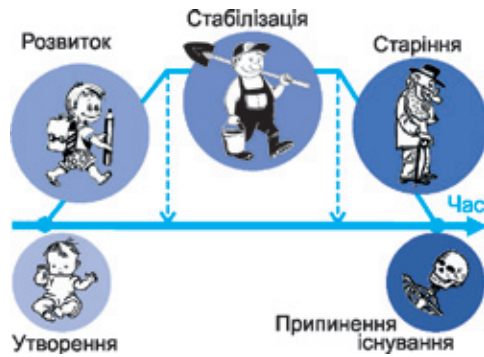 Стабілізація
Розвиток
Старіння
Час
Утворення
Припинення
існування